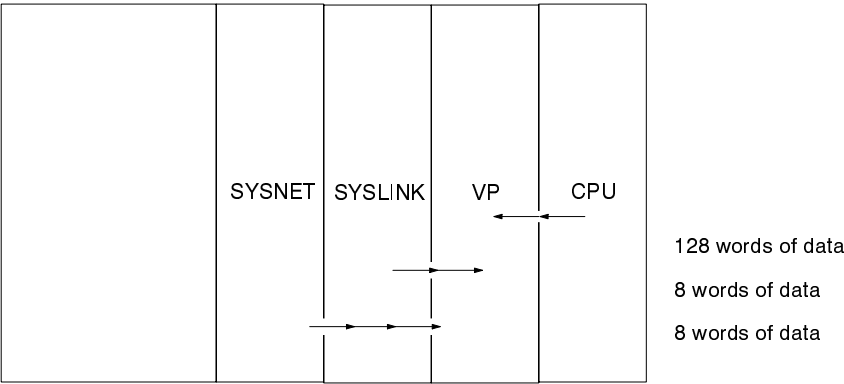 SYSNET SYSLINK VP CPU
128 words of data
8 words of data
8 words of data